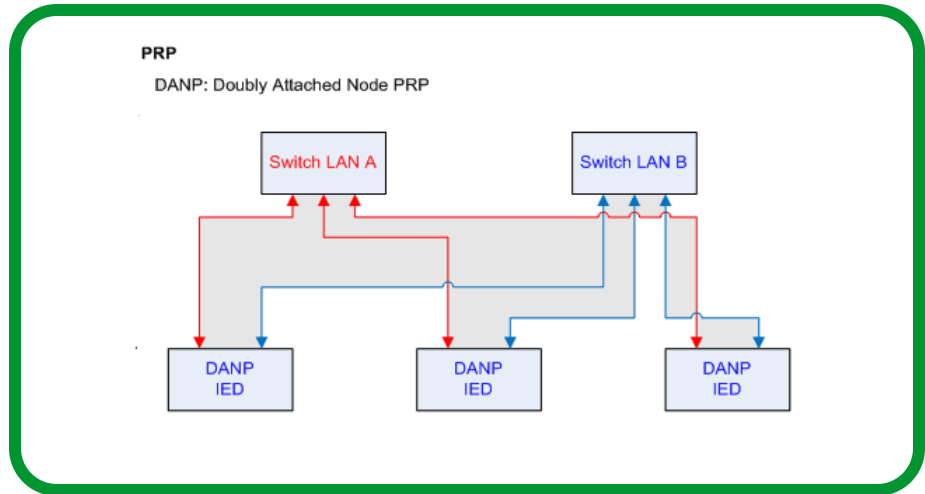 PRP
DANP: Doubly Attached Node PRP
Switch LAN A
Switch LAN B
DANP
IED
DANP
IED
DANP
IED